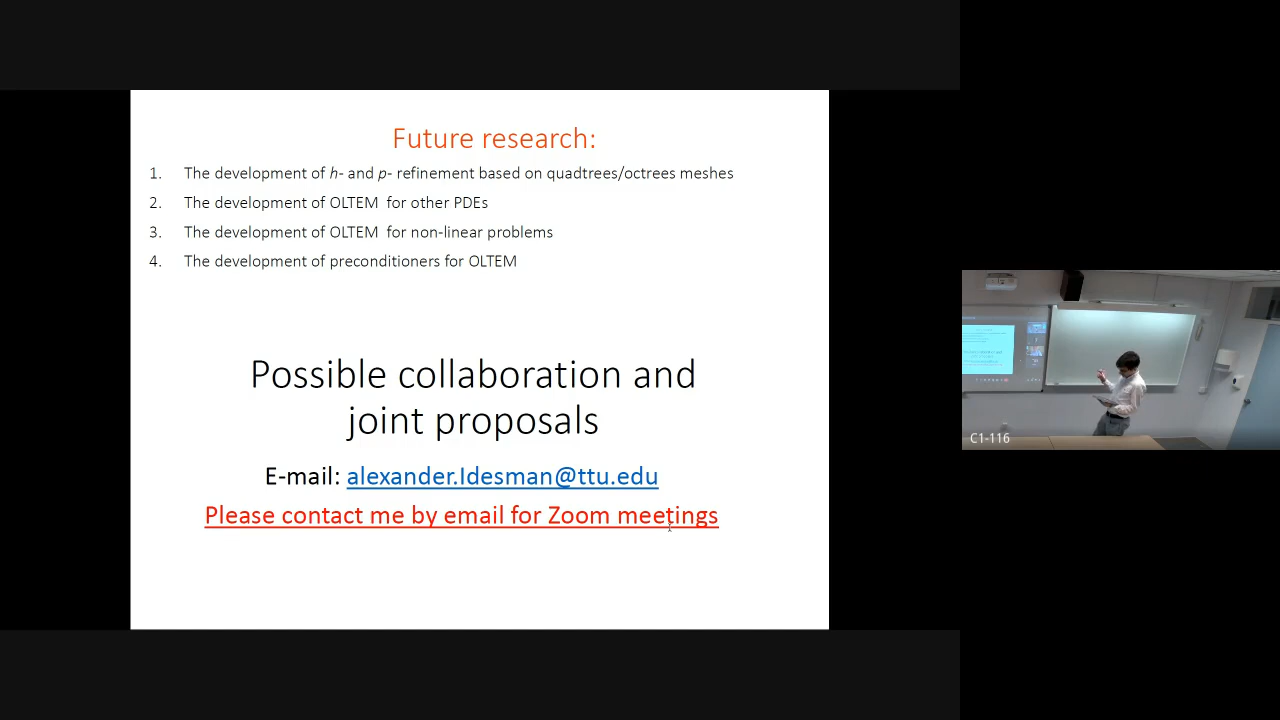 Future research:
1. The development of h- and p- refinement based on quadtrees/octrees meshes
2. The development of OLTEM for other PDEs
3. The development of OLTEM for non-linear problems
4. The development of preconditioners for OLTEM
Possible collaboration and
joint proposals
E-mail: alexander.Idesman@ttu.edu
Please contact me by email for Zoom meetings
C1-116